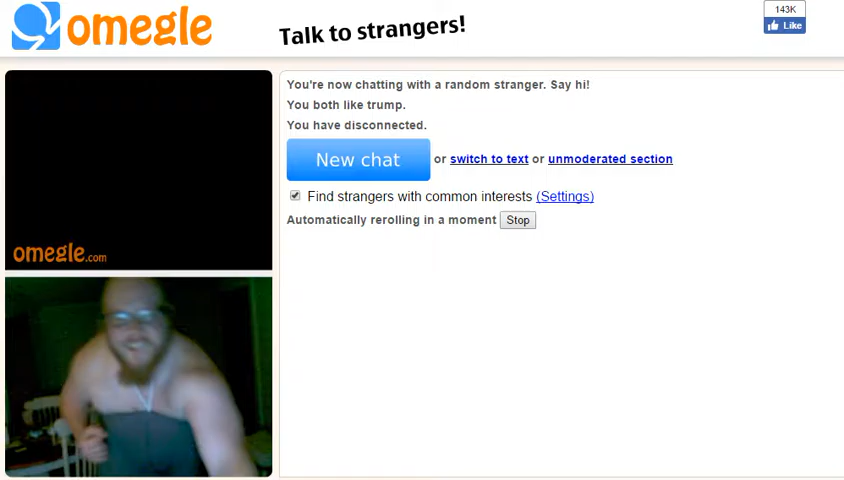 omegle
Talk to strangers!
143K
Like
You're now chatting with a random stranger. Say hi!
You both like trump.
You have disconnected.
New chat or switch to text or unmoderated section
Find strangers with common interests (Settings)
Automatically rerolling in a moment Stop
omegle.com